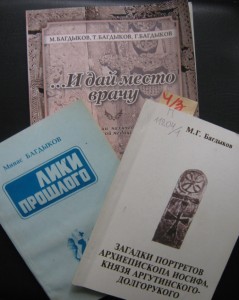 М.БАГДЫКОВ, Т.БАГДЫКОВ, Г.БАГДЫКОВ
...И дай место
врачу
Ч/З
Минас БАГДЫКОВ
ЛИКИ
ПРОШЛОГО
М.Г. Багдыков
ЗАГАДКИ ПОРТРЕТОВ
АРХИЕПИСКОПА ИОСИФА,
КНЯЗЯ АРГУТИНСКОГО-
ДОЛГОРУКОГО